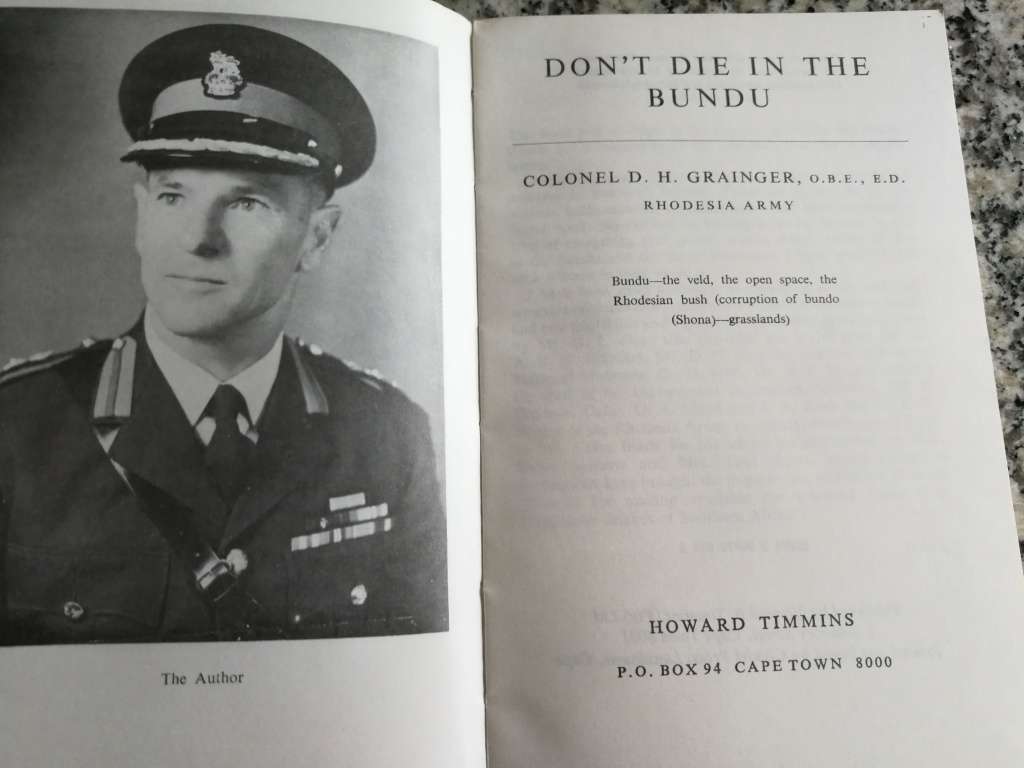 The Author
DON'T DIE IN THE
BUNDU
COLONEL D. H. GRAINGER, O.B.E., E.D.
RHODESIA ARMY
Bundu—the veld, the open space, the
Rhodesian bush (corruption of bundo
(Shona)—grasslands)
HOWARD TIMMINS
P.O. BOX 94 CAPE TOWN 8000